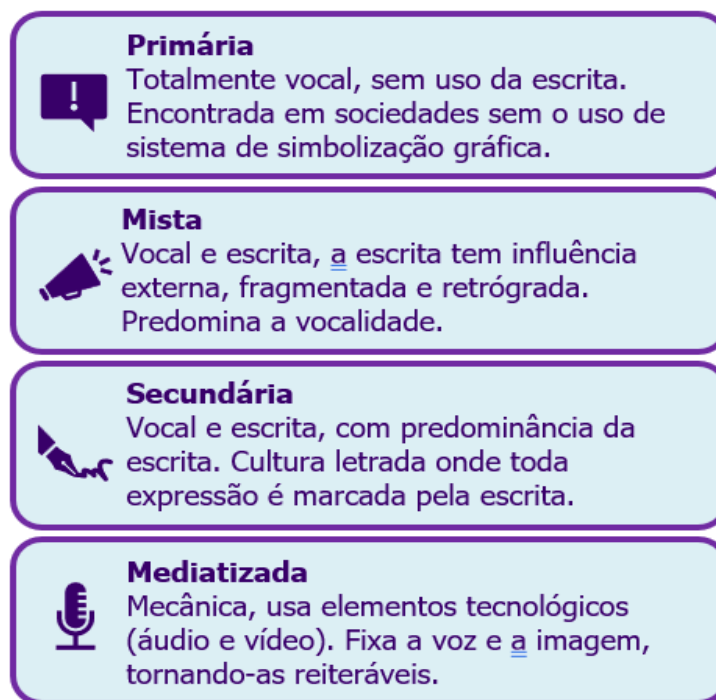 Primária
Totalmente vocal, sem uso da escrita.
Encontrada em sociedades sem o uso de
sistema de simbolização gráfica.
Mista
Vocal e escrita, a escrita tem influência
externa, fragmentada e retrógrada.
Predomina a vocalidade.
Secundária
Vocal e escrita, com predominância da
escrita. Cultura letrada onde toda
expressão é marcada pela escrita.
Mediatizada
Mecânica, usa elementos tecnológicos
(áudio e vídeo). Fixa a voz e a imagem,
tornando-as reiteráveis.